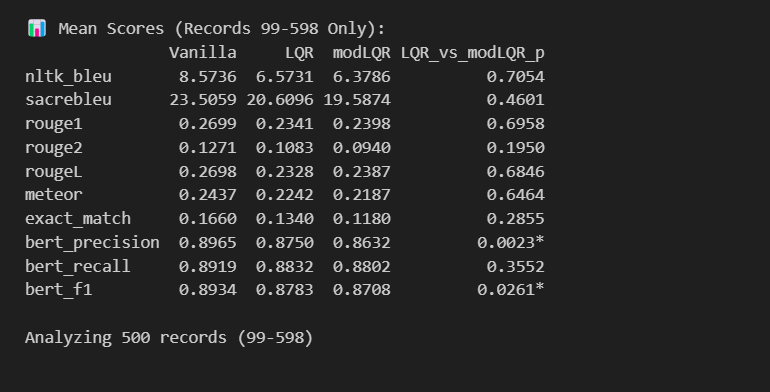 📊 Mean Scores (Records 99-598 Only):
Vanilla LQR modLQR LQR_vs_modLQR_p
nltk_bleu 8.5736 6.5731 6.3786 0.7054
sacrebleu 23.5059 20.6096 19.5874 0.4601
rouge1 0.2699 0.2341 0.2398 0.6958
rouge2 0.1271 0.1083 0.0940 0.1950
rougeL 0.2698 0.2328 0.2387 0.6846
meteor 0.2437 0.2242 0.2187 0.6464
exact_match 0.1660 0.1340 0.1180 0.2855
bert_precision 0.8965 0.8750 0.8632 0.0023*
bert_recall 0.8919 0.8832 0.8802 0.3552
bert_f1 0.8934 0.8783 0.8708 0.0261*
Analyzing 500 records (99-598)